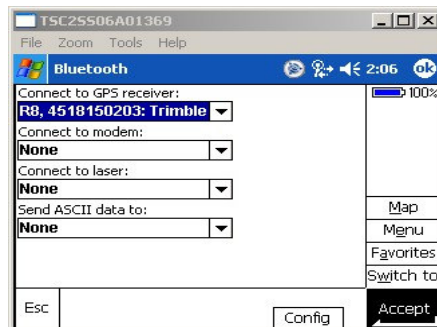 TSC2SS06A01369
File Zoom Tools Help
Bluetooth 2:06 ok
Connect to GPS receiver:
100%
R8, 4518150203: Trimble
Connect to modem:
None
Connect to laser:
None
Send ASCII data to:
None
Map
Menu
Favorites
Switch to
Esc
Config
Accept